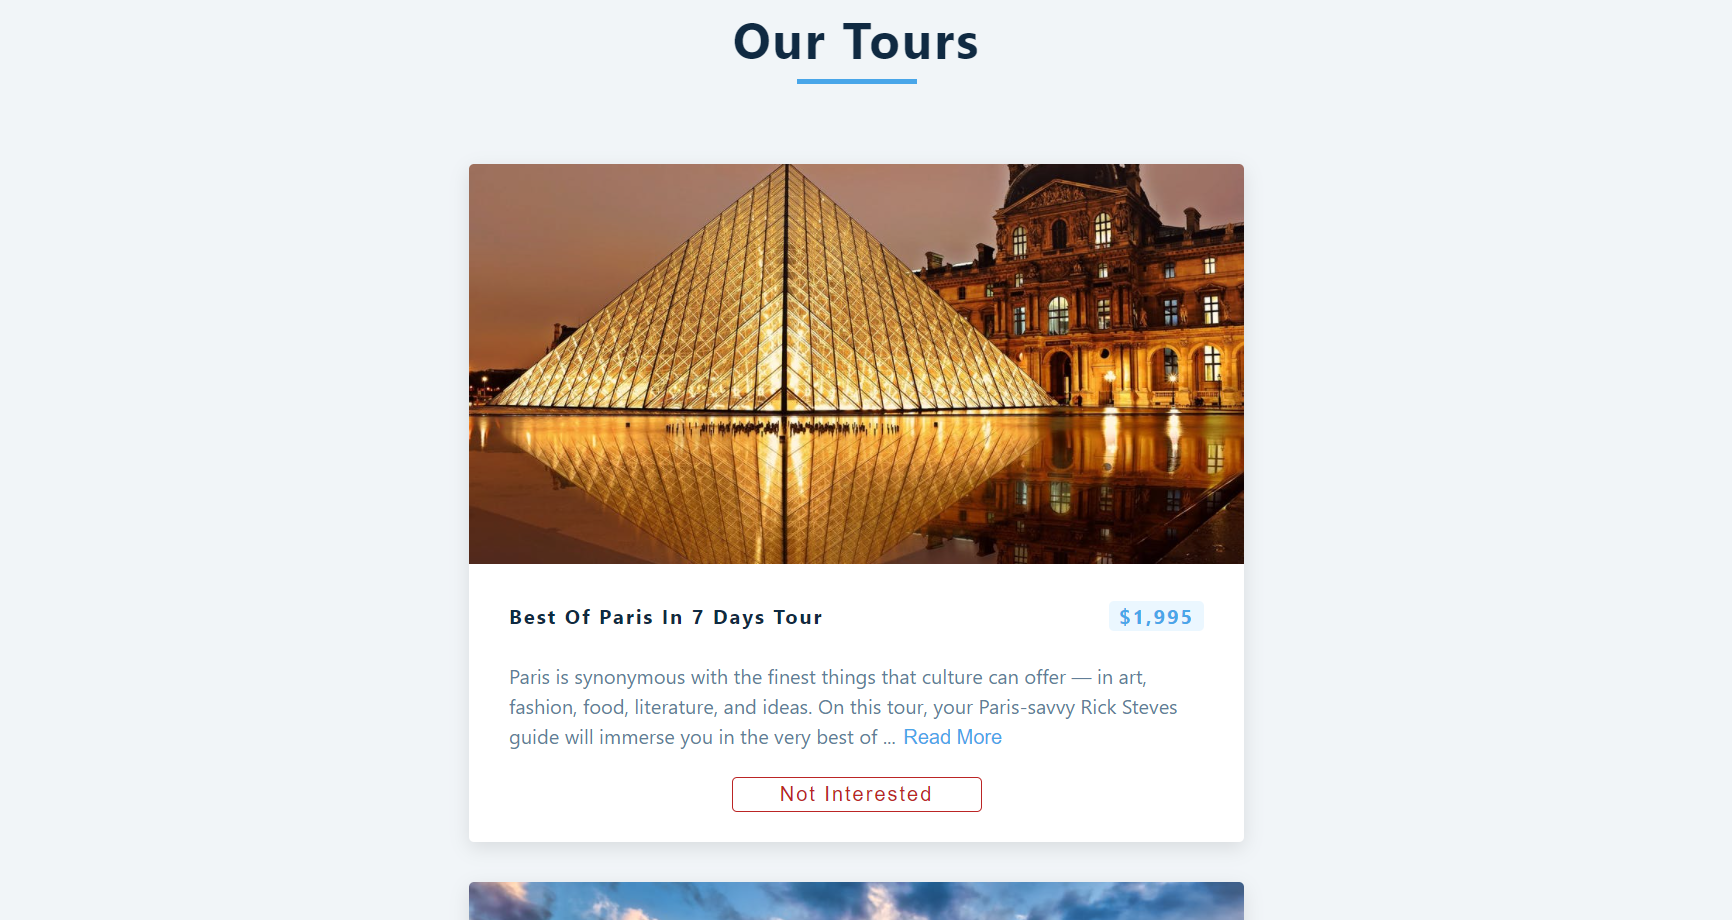 Our Tours
Best Of Paris In 7 Days Tour
$1,995
Paris is synonymous with the finest things that culture can offer — in art,
fashion, food, literature, and ideas. On this tour, your Paris-savvy Rick Steves
guide will immerse you in the very best of ... Read More
Not Interested